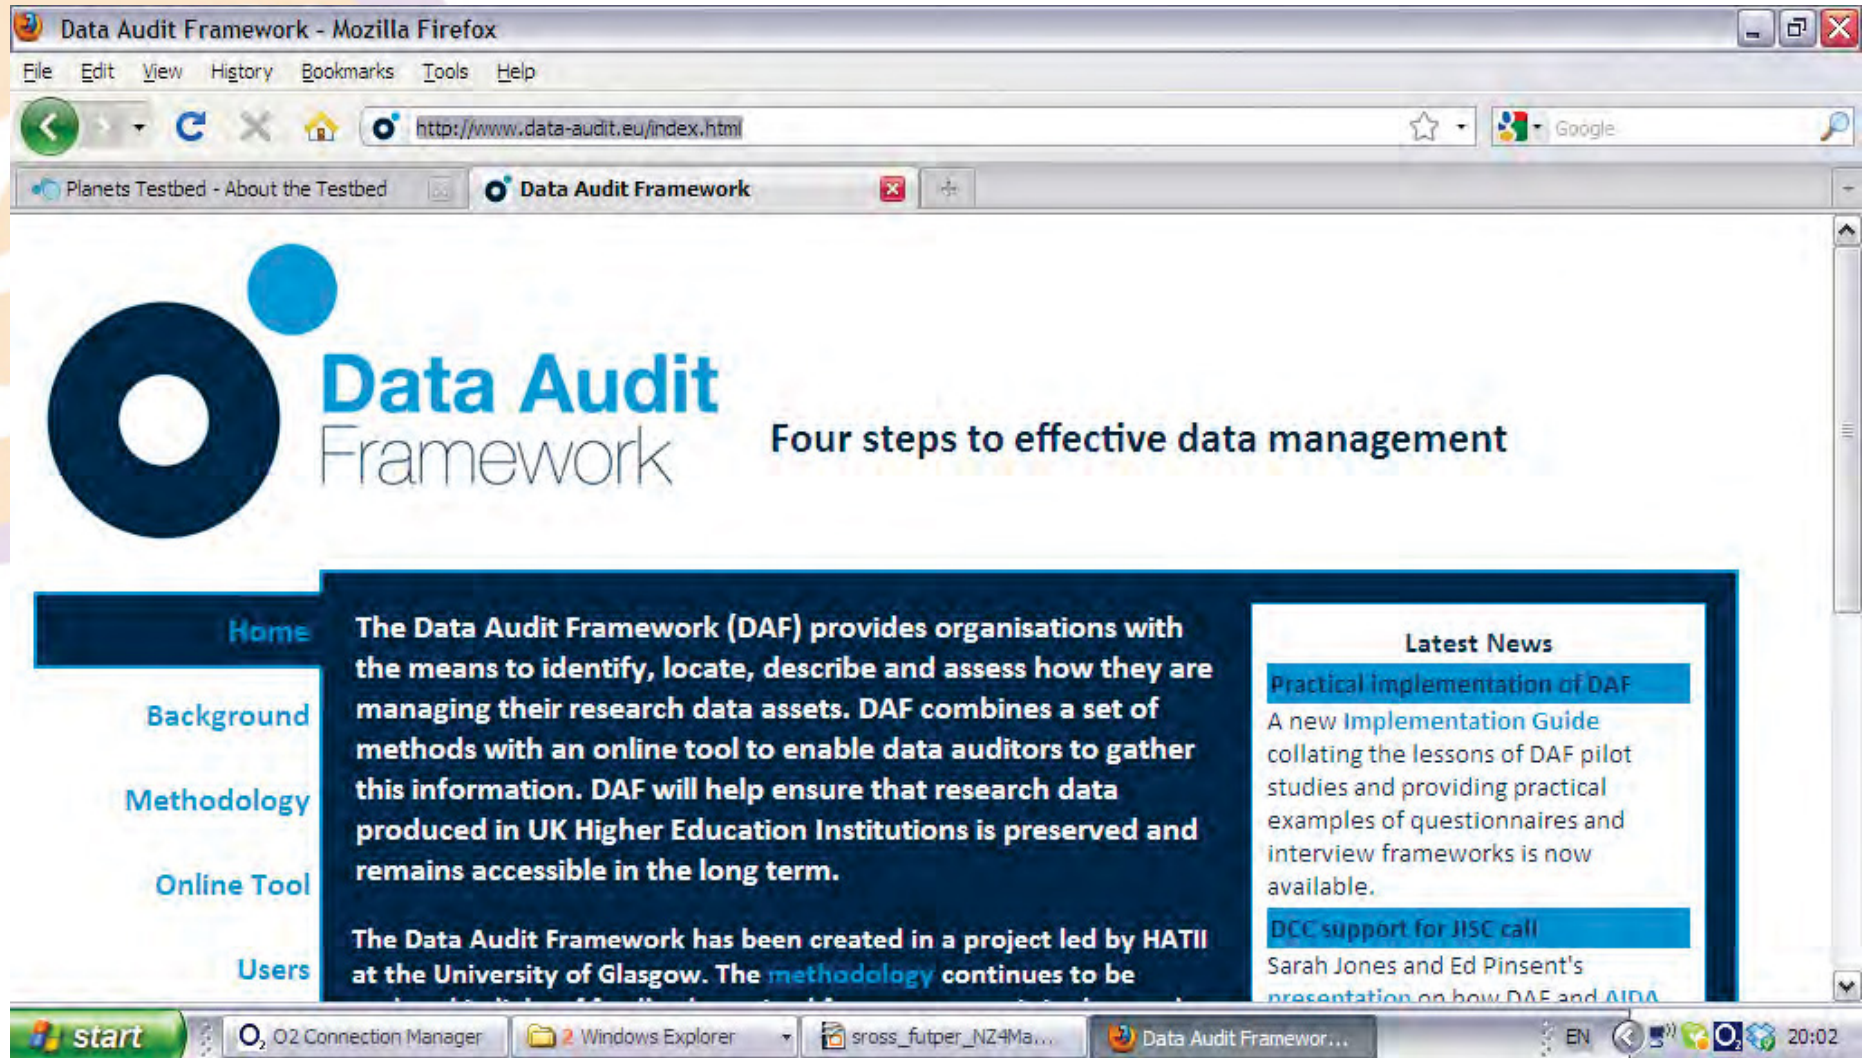 Data Audit Framework - Mozilla Firefox
File Edit View History Bookmarks Tools Help
http://www.data-audit.eu/index.html
Google
Planets Testbed - About the Testbed
Data Audit Framework
Data Audit
Framework
Four steps to effective data management
Home
Background
Methodology
Online Tool
Users
The Data Audit Framework (DAF) provides organisations with
the means to identify, locate, describe and assess how they are
managing their research data assets. DAF combines a set of
methods with an online tool to enable data auditors to gather
this information. DAF will help ensure that research data
produced in UK Higher Education Institutions is preserved and
remains accessible in the long term.
The Data Audit Framework has been created in a project led by HATII
at the University of Glasgow. The methodology continues to be
Latest News
Practical implementation of DAF
A new Implementation Guide
collating the lessons of DAF pilot
studies and providing practical
examples of questionnaires and
interview frameworks is now
available.
DCC support for JISC call
Sarah Jones and Ed Pinsent's
presentation on how DAF and AIDA
start
O2 Connection Manager
2 Windows Explorer
sross_futper_NZ4Ma...
Data Audit Framewor...
EN
O2
20:02